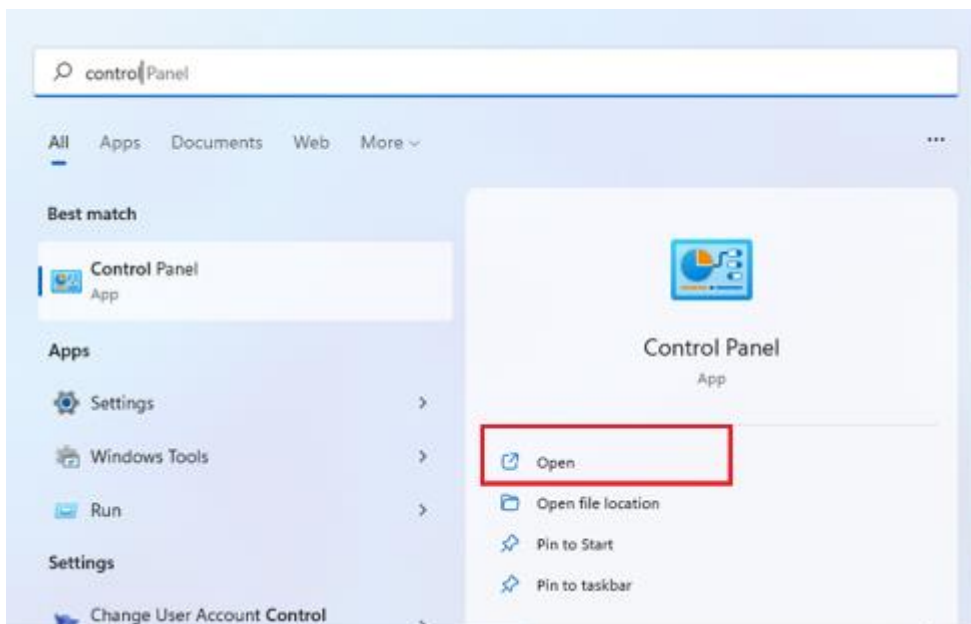 control Panel
All Apps Documents Web More
Best match
Control Panel
App
Apps
Settings
Windows Tools
Run
Settings
Change User Account Control
Control Panel
App
Open
Open file location
Pin to Start
Pin to taskbar